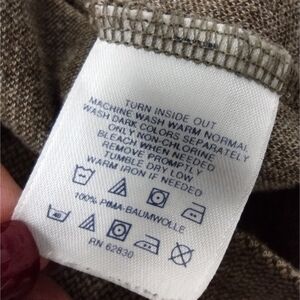 TURN INSIDE OUT
MACHINE WASH WARM NORMAL
WASH DARK COLORS SEPARATELY
ONLY NON-CHLORINE
BLEACH WHEN NEEDED
REMOVE PROMPTLY
TUMBLE DRY LOW
WARM IRON IF NEEDED
100% PIMA-BAUMWOLLE
RN 62830